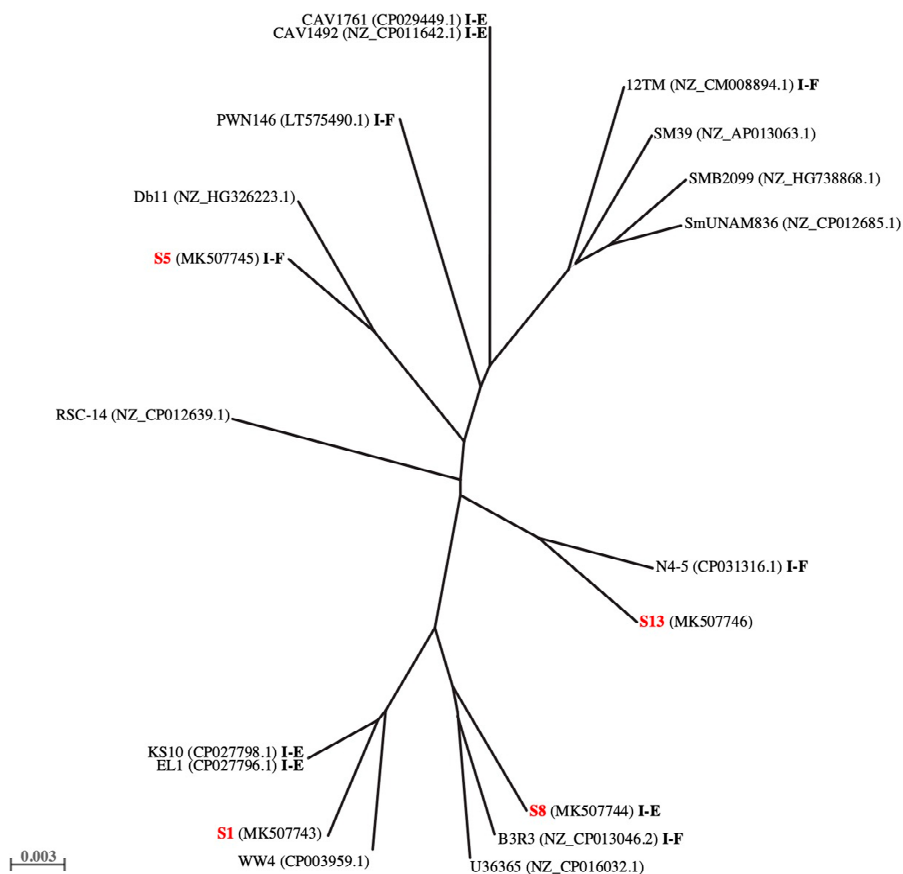 CAV1761 (CP029449.1) I-E
CAV1492 (NZ_CP011642.1) I-E
12TM (NZ_CM008894.1) I-F
PWN146 (LT575490.1) I-F
SM39 (NZ_AP013063.1)
SMB2099 (NZ_HG738868.1)
Db11 (NZ_HG326223.1)
SmUNAM836 (NZ_CP012685.1)
S5 (MK507745) I-F
RSC-14 (NZ_CP012639.1)
N4-5 (CP031316.1) I-F
S13 (MK507746)
KS10 (CP027798.1) I-E
EL1 (CP027796.1) I-E
S8 (MK507744) I-E
S1 (MK507743)
B3R3 (NZ_CP013046.2) I-F
WW4 (CP003959.1)
U36365 (NZ_CP016032.1)
0.003